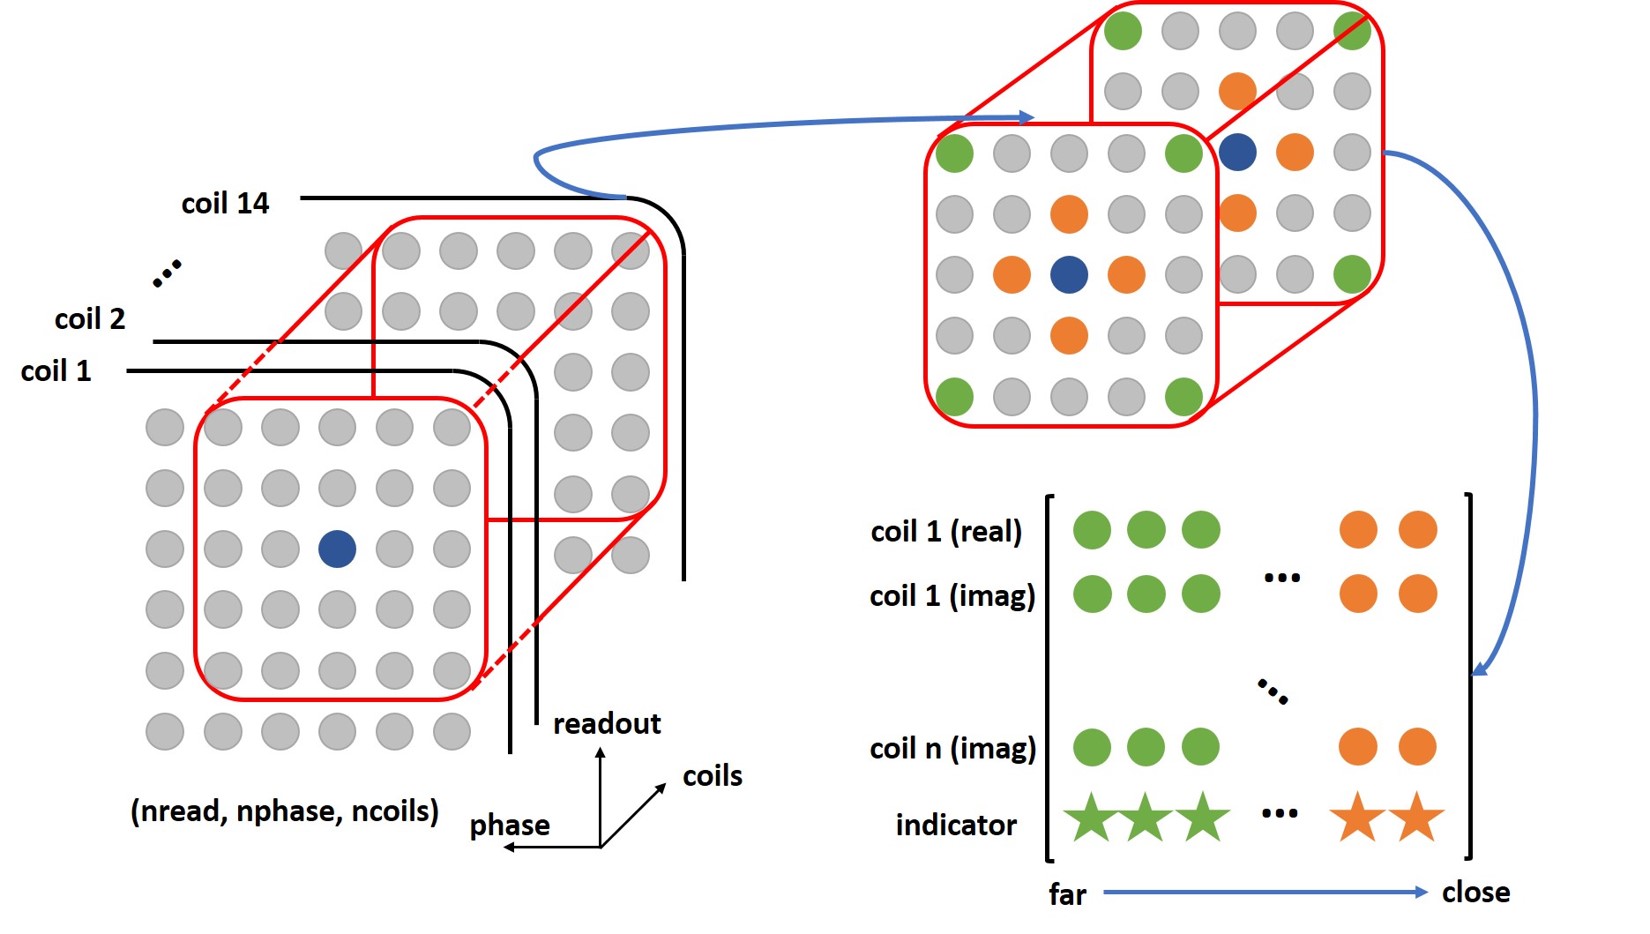 coil 14
...
coil 2
coil 1
readout
coils
(nread, nphase, ncoils)
phase
coil 1 (real)
coil 1 (imag)
...
...
coil n (imag)
indicator
...
far
close